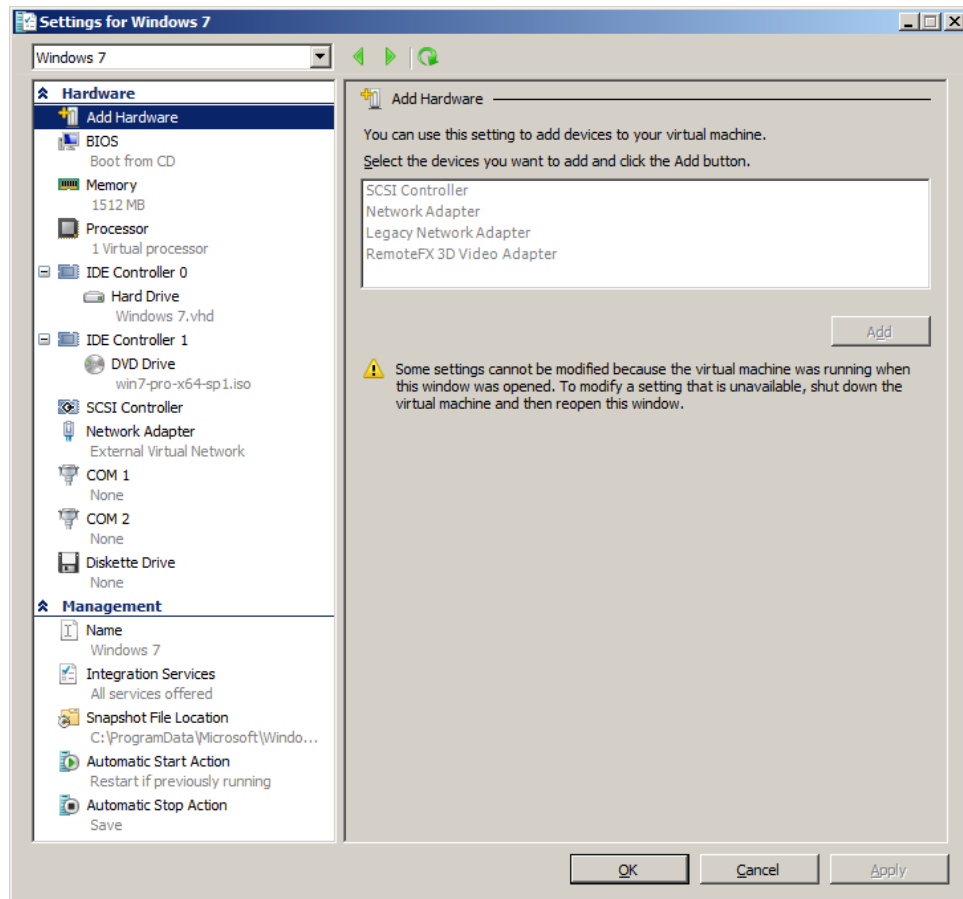 Settings for Windows 7
Windows 7
Hardware
Add Hardware
BIOS
Boot from CD
Memory
1512 MB
Processor
1 Virtual processor
IDE Controller 0
Hard Drive
Windows 7.vhd
IDE Controller 1
DVD Drive
win7-pro-x64-sp1.iso
SCSI Controller
Network Adapter
External Virtual Network
COM 1
None
COM 2
None
Diskette Drive
None
Management
Name
Windows 7
Integration Services
All services offered
Snapshot File Location
C:\ProgramData\Microsoft\Windo...
Automatic Start Action
Restart if previously running
Automatic Stop Action
Save
Add Hardware
You can use this setting to add devices to your virtual machine.
Select the devices you want to add and click the Add button.
SCSI Controller
Network Adapter
Legacy Network Adapter
RemoteFX 3D Video Adapter
Add
Some settings cannot be modified because the virtual machine was running when
this window was opened. To modify a setting that is unavailable, shut down the
virtual machine and then reopen this window.
OK
Cancel
Apply